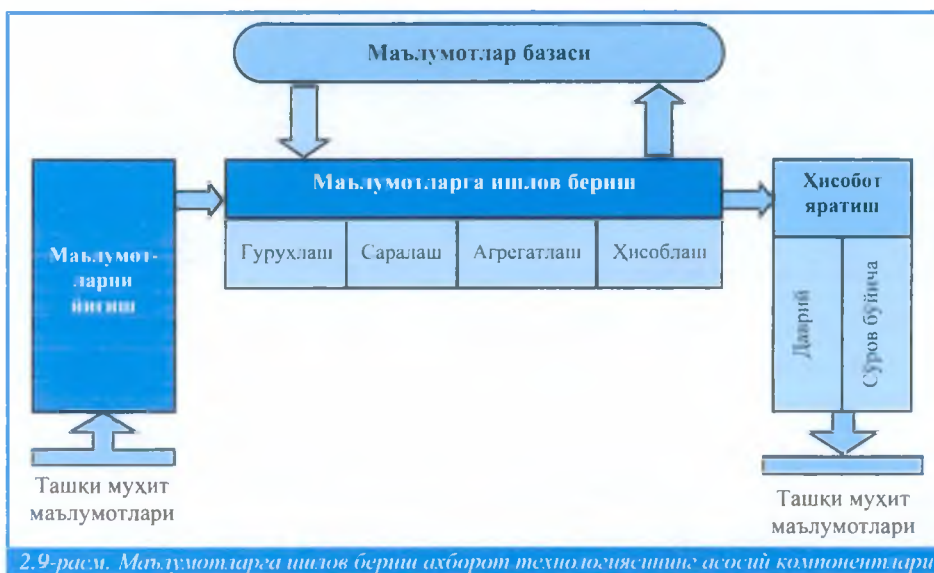 Маълумотлар базаси
Маълумотларга ишлов бериш
Ҳисобот
яратиш
Маълумот-
ларни
йиғиш
Гурухлаш
Саралаш
Агрегатлаш
Ҳисоблаш
Даврий
Сўров бўйича
Ташқи муҳит
маълумотлари
Ташқи муҳит
маълумотлари
2.9-расм. Маълумотларга ишлов бериш ахборот технологиясининг асосий компонентлари